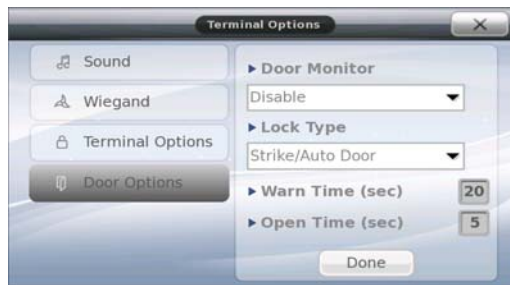 Terminal Options
Sound
Wiegand
Terminal Options
Door Options
Door Monitor
Disable
Lock Type
Strike/Auto Door
Warn Time (sec) 20
Open Time (sec) 5
Done